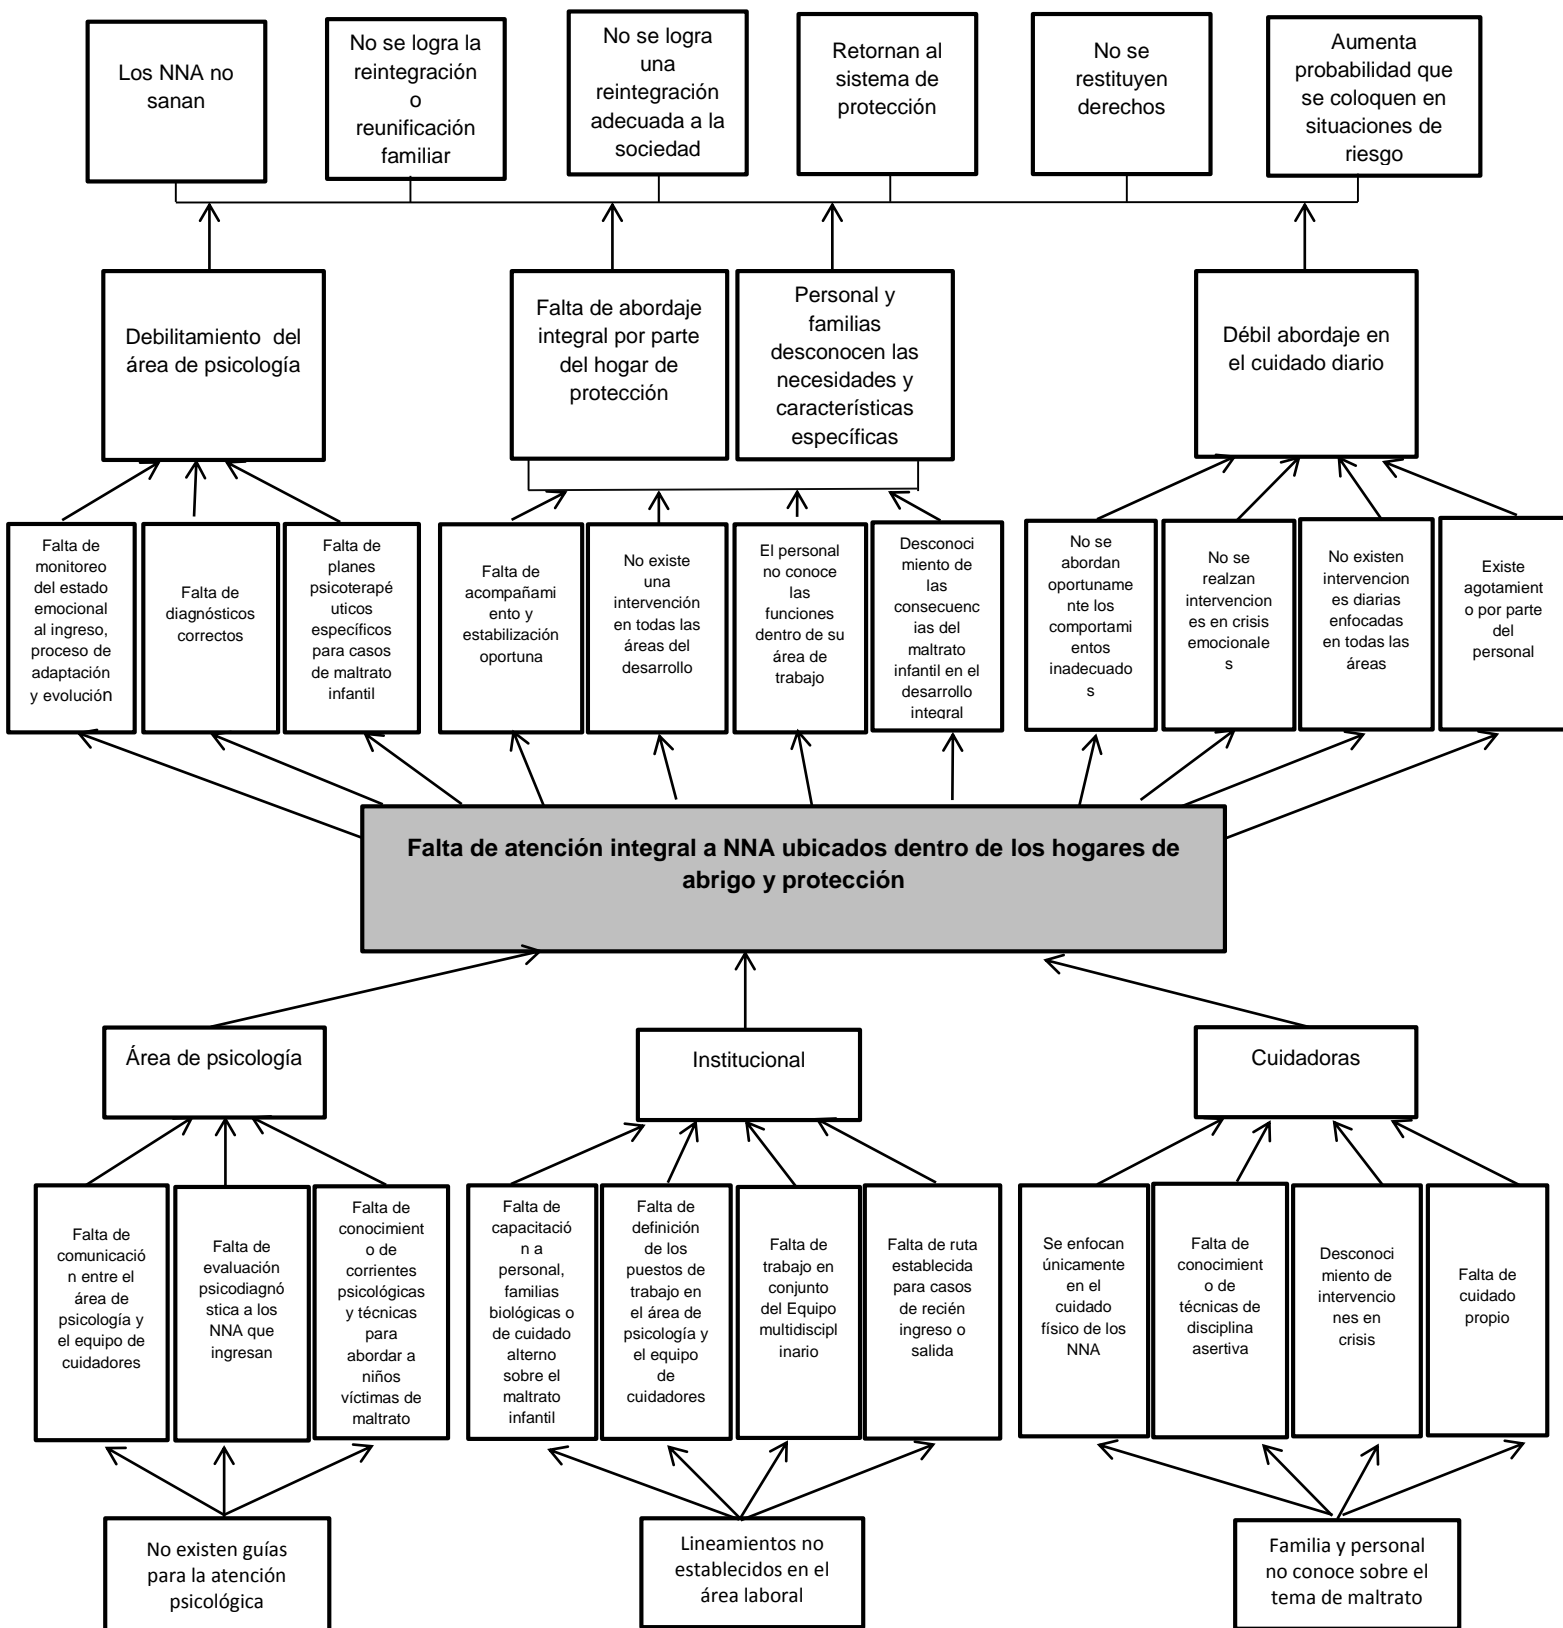 Los NNA no
sanan
No se logra la
reintegración
o
reunificación
familiar
No se logra
una
reintegración
adecuada a la
sociedad
Retornan al
sistema de
protección
No se
restituyen
derechos
Aumenta
probabilidad que
se coloquen en
situaciones de
riesgo
Debilitamiento del
área de psicología
Falta de abordaje
integral por parte
del hogar de
protección
Personal y
familias
desconocen las
necesidades y
características
específicas
Débil abordaje en
el cuidado diario
Falta de
monitoreo
del estado
emocional
al ingreso,
proceso de
adaptación
y evolución
Falta de
diagnósticos
correctos
Falta de
planes
psicoterapé
uticos
específicos
para casos
de maltrato
infantil
Falta de
acompañami
ento y
estabilización
oportuna
No existe
una
intervención
en todas las
áreas del
desarrollo
El personal
no conoce
las
funciones
dentro de su
área de
trabajo
Desconoci
miento de
las
consecuenc
ias del
maltrato
infantil en el
desarrollo
integral
No se
abordan
oportuname
nte los
comportami
entos
inadecuado
s
No se
realzan
intervencion
es en crisis
emocionale
s
No existen
intervencion
es diarias
enfocadas
en todas las
áreas
Existe
agotamient
o por parte
del
personal
Falta de atención integral a NNA ubicados dentro de los hogares de
abrigo y protección
Área de psicología
Institucional
Cuidadoras
Falta de
comunicació
n entre el
área de
psicología y
el equipo de
cuidadores
Falta de
evaluación
psicodiagnó
stica a los
NNA que
ingresan
Falta de
conocimient
o de
corrientes
psicológicas
y técnicas
para
abordar a
niños
víctimas de
maltrato
Falta de
capacitació
n a
personal,
familias
biológicas o
de cuidado
alterno
sobre el
maltrato
infantil
Falta de
definición
de los
puestos de
trabajo en
el área de
psicología y
el equipo
de
cuidadores
Falta de
trabajo en
conjunto
del Equipo
multidiscipl
inario
Falta de ruta
establecida
para casos
de recién
ingreso o
salida
Se enfocan
únicamente
en el
cuidado
físico de los
NNA
Falta de
conocimient
o de
técnicas de
disciplina
asertiva
Desconoci
miento de
intervencio
nes en
crisis
Falta de
cuidado
propio
No existen guías
para la atención
psicológica
Lineamientos no
establecidos en el
área laboral
Familia y personal
no conoce sobre el
tema de maltrato